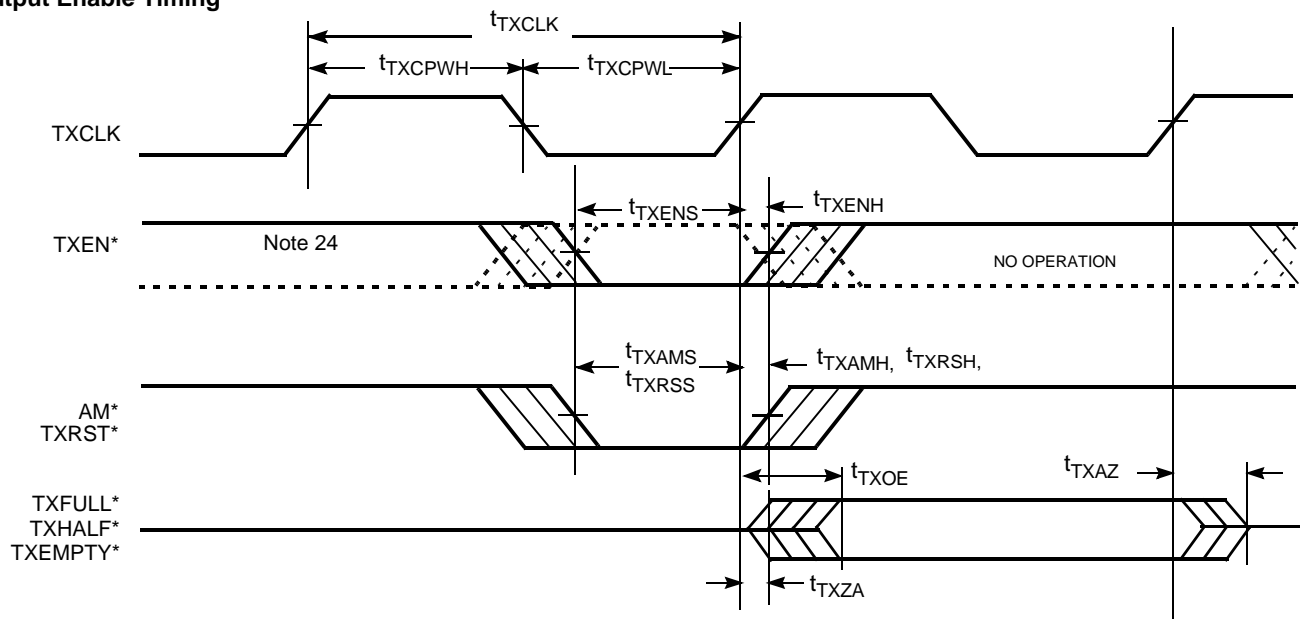 tput Enable Timing
tTXCLK
tTXCPWH tTXCPWL
TXCLK
tTXENS tTXENH
TXEN* Note 24 NO OPERATION
tTXAMS tTXAMH, tTXRSH,
tTXRSS
AM*
TXRST*
tTXOE tTXAZ
TXFULL*
TXHALF*
TXEMPTY*
tTXZA